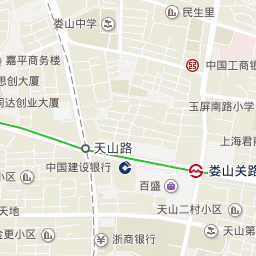 民生里
娄山中学
嘉平商务楼
中国工商银
思创大厦
同达创业大厦
玉屏南路小学
上海君
天山路
中国建设银行
娄山关路
小区
百盛
天地
天山二村小区
金更小区
浙商银行
天山第